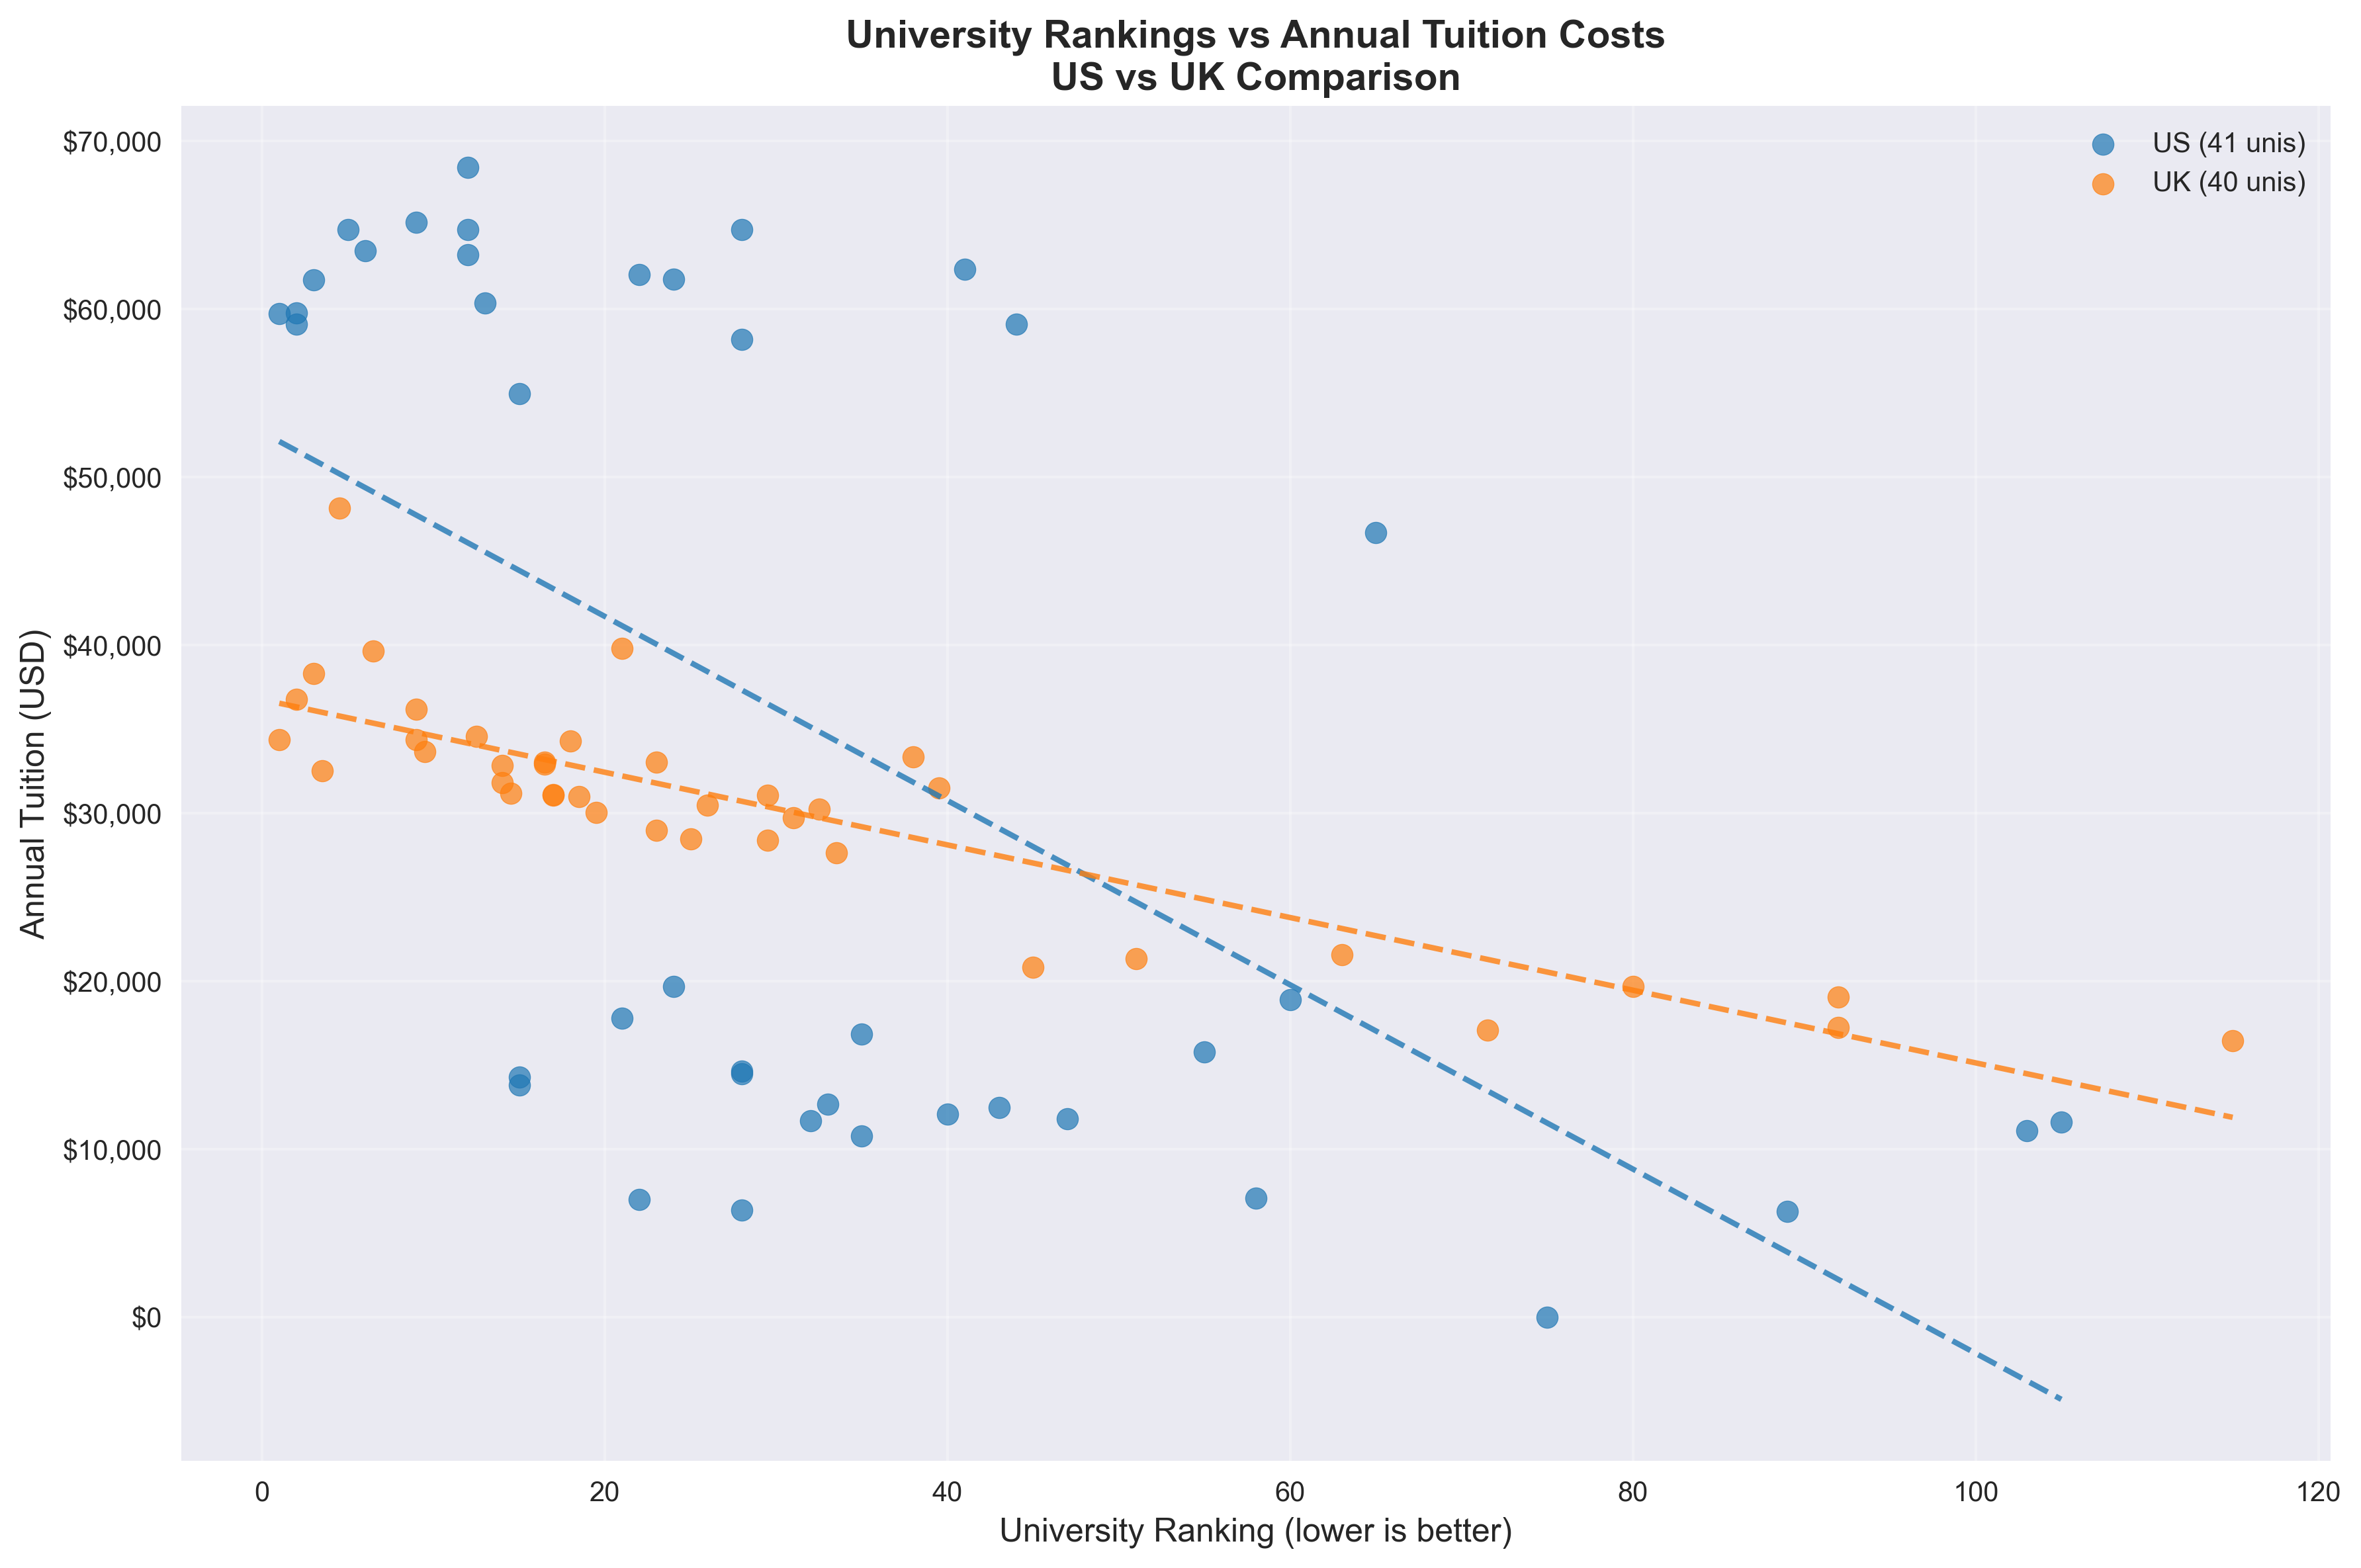 University Rankings vs Annual Tuition Costs
US vs UK Comparison
US (41 unis)
UK (40 unis)
Annual Tuition (USD)
$70,000
$60,000
$50,000
$40,000
$30,000
$20,000
$10,000
$0
0 20 40 60 80 100 120
University Ranking (lower is better)